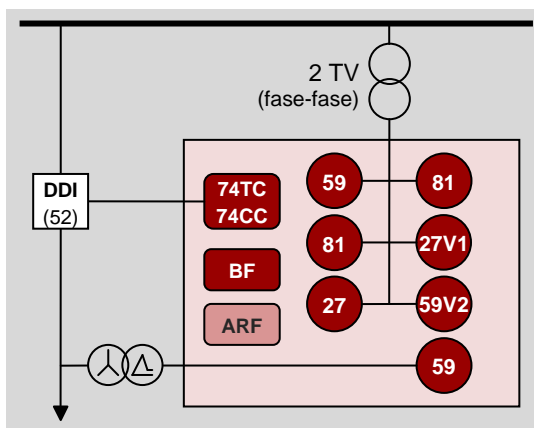 2 TV
(fase-fase)
DDI
(52)
74TC
74CC
BF
ARF
59
81
81
27V1
27
59V2
59